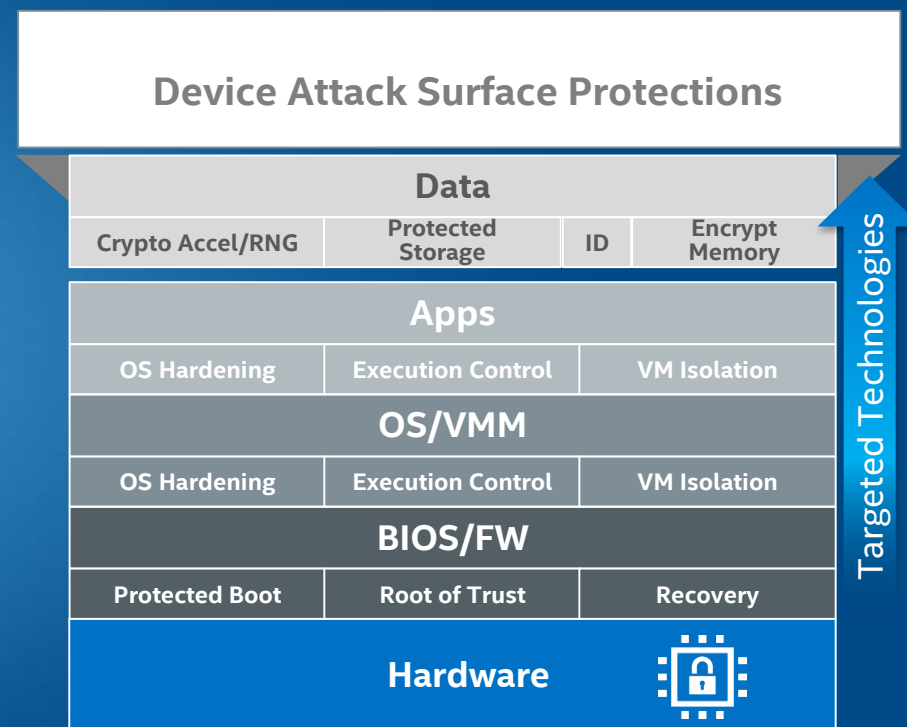 Device Attack Surface Protections
Data
Crypto Accel/RNG
Protected
Storage
ID
Encrypt
Memory
Apps
OS Hardening
Execution Control
VM Isolation
OS/VMM
OS Hardening
Execution Control
VM Isolation
BIOS/FW
Protected Boot
Root of Trust
Recovery
Hardware
Targeted Technologies